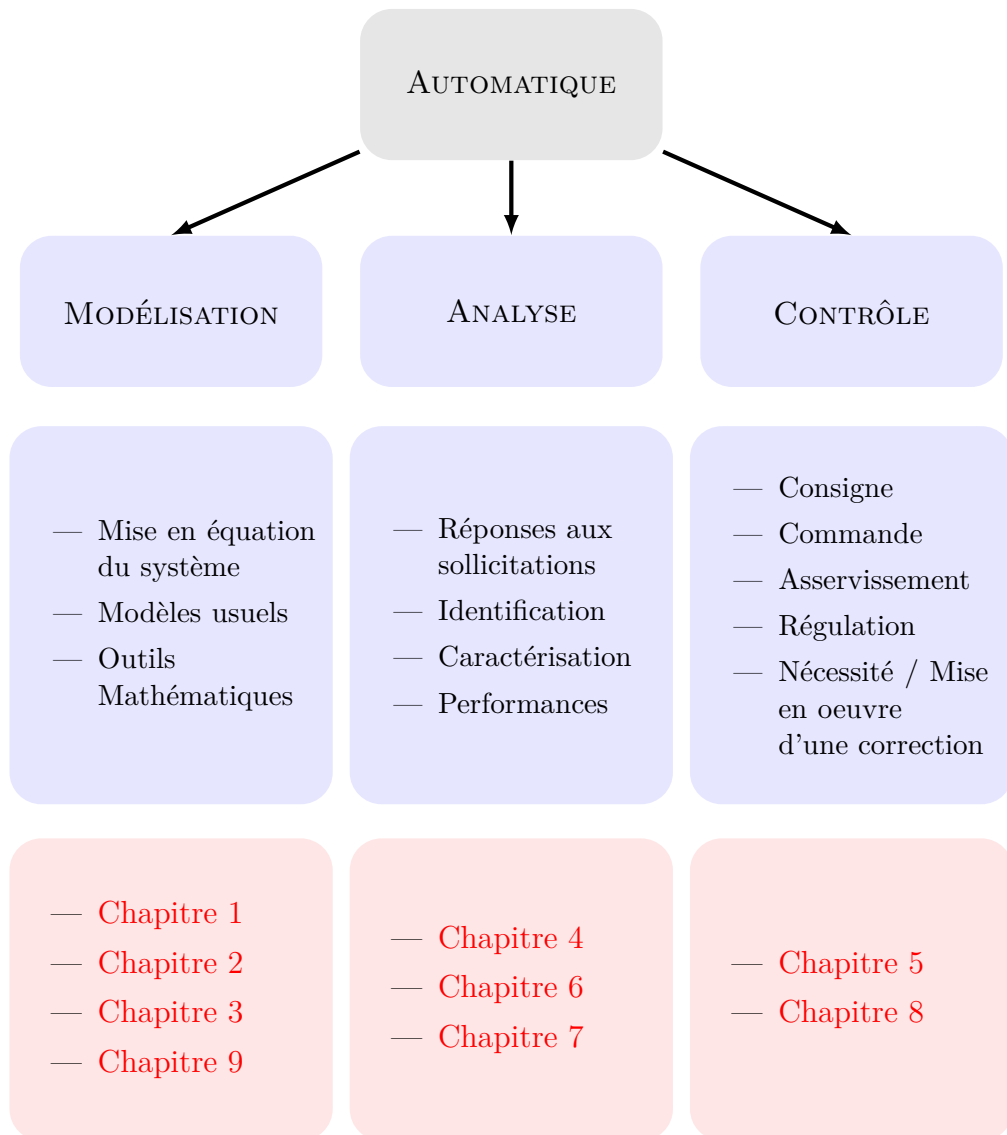 AUTOMATIQUE
MODÉLISATION
ANALYSE
CONTRÔLE
— Mise en équation
du système
— Modèles usuels
— Outils
Mathématiques
— Réponses aux
sollicitations
— Identification
— Caractérisation
— Performances
— Consigne
— Commande
— Asservissement
— Régulation
— Nécessité / Mise
en oeuvre
d'une correction
— Chapitre 1
— Chapitre 2
— Chapitre 3
— Chapitre 9
— Chapitre 4
— Chapitre 6
— Chapitre 7
— Chapitre 5
— Chapitre 8